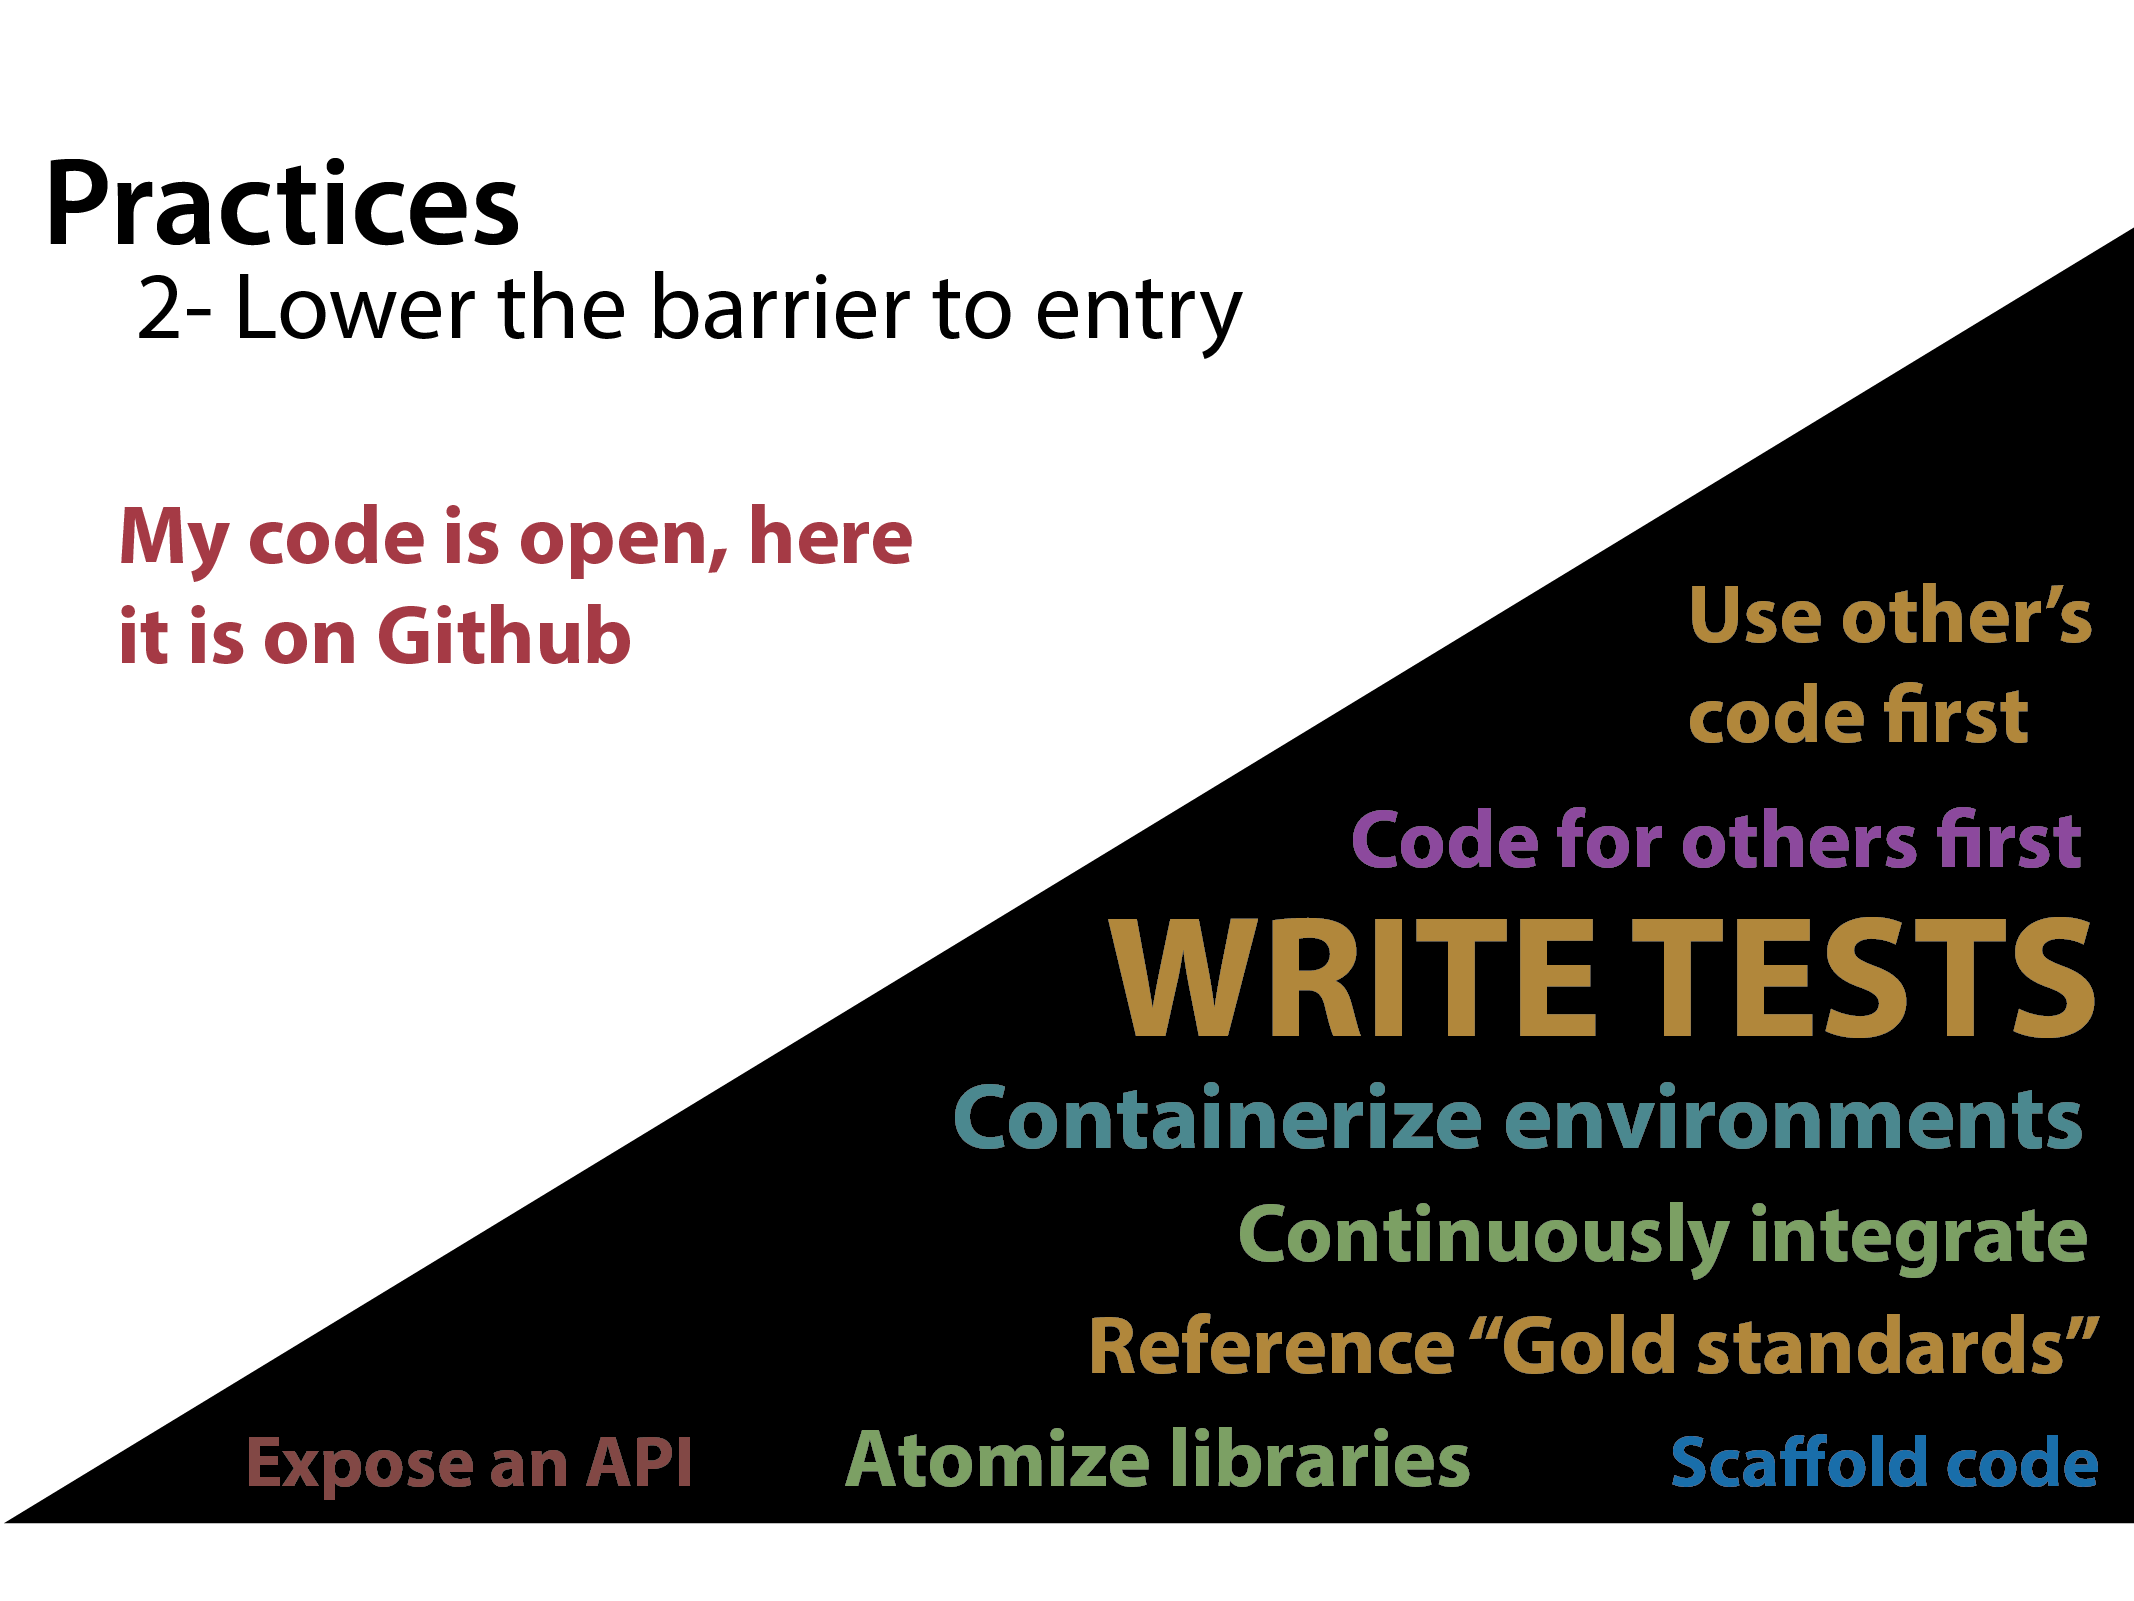 Practices
2- Lower the barrier to entry
My code is open, here
it is on Github
Use other’s
code first
Code for others first
WRITE TESTS
Containerize environments
Continuously integrate
Reference “Gold standards”
Expose an API
Atomize libraries
Scaffold code